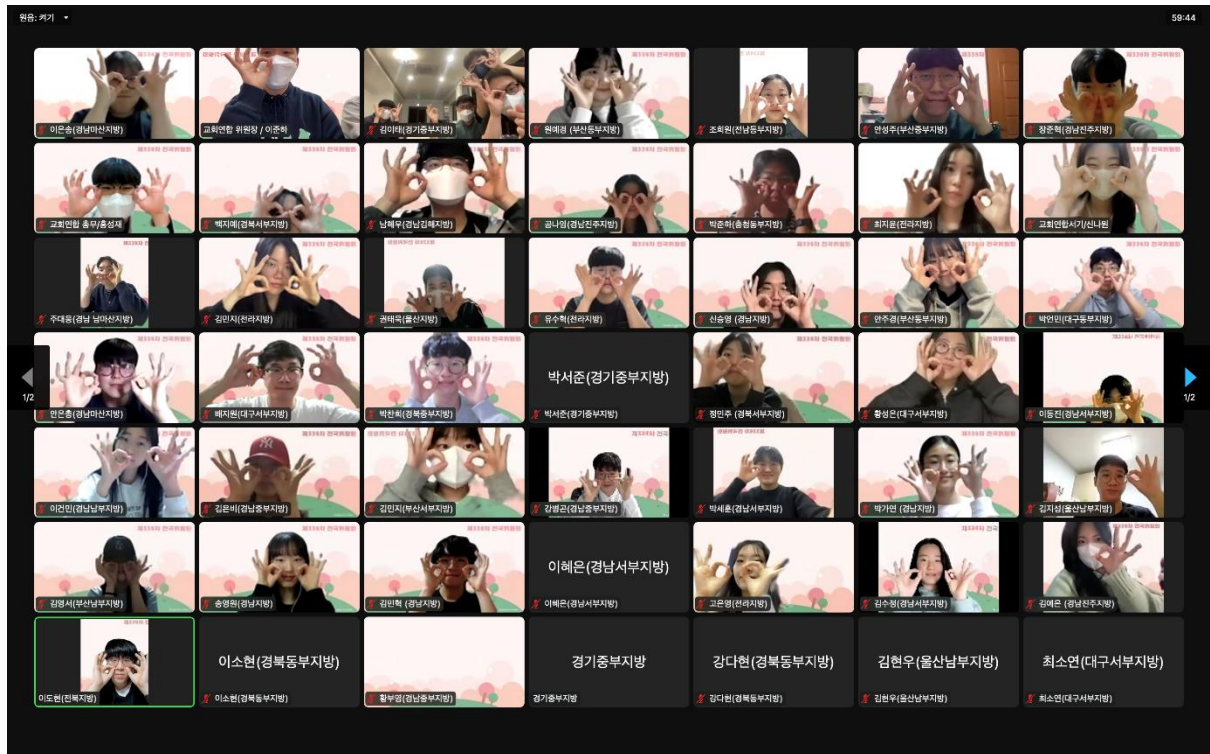 원음: 켜기
59:44
이은송(경남마산지방)
교회연합 위원장 / 이준하
김이태(경기중부지방)
원예경 (부산동부지방)
조희원(전남동부지방)
안성주(부산중부지방)
장준혁(경남진주지방)
교회연합 총무/홍성재
백지예(경북서부지방)
남혜우(경남김해지방)
공나임(경남진주지방)
박준하(충청동부지방)
최지윤(전라지방)
교회연합서기/신나원
주대웅(경남 남마산지방)
김민지(전라지방)
권태욱(울산지방)
유수혁(전라지방)
신승영 (경남지방)
안주경(부산동부지방)
박언민(대구동부지방)
1/2
안은총(경남마산지방)
배지원(대구서부지방)
박찬희(경북중부지방)
박서준(경기중부지방)
박서준(경기중부지방)
정민주 (경북서부지방)
황성은(대구서부지방)
이동진(경남서부지방)
1/2
이건민(경남남부지방)
김은비(경남중부지방)
김민지(부산서부지방)
강병곤(경남중부지방)
박세훈(경남서부지방)
박가연 (경남지방)
김지성(울산남부지방)
김영서(부산남부지방)
송영원(경남지방)
김민혁 (경남지방)
이혜은(경남서부지방)
이혜은(경남서부지방)
고은영(전라지방)
김수정(경남서부지방)
김예은 (경남진주지방)
이도현(전북지방)
이소현(경북동부지방)
이소현(경북동부지방)
황부영(경남중부지방)
경기중부지방
경기중부지방
강다현(경북동부지방)
강다현(경북동부지방)
김현우(울산남부지방)
김현우(울산남부지방)
최소연(대구서부지방)
최소연(대구서부지방)